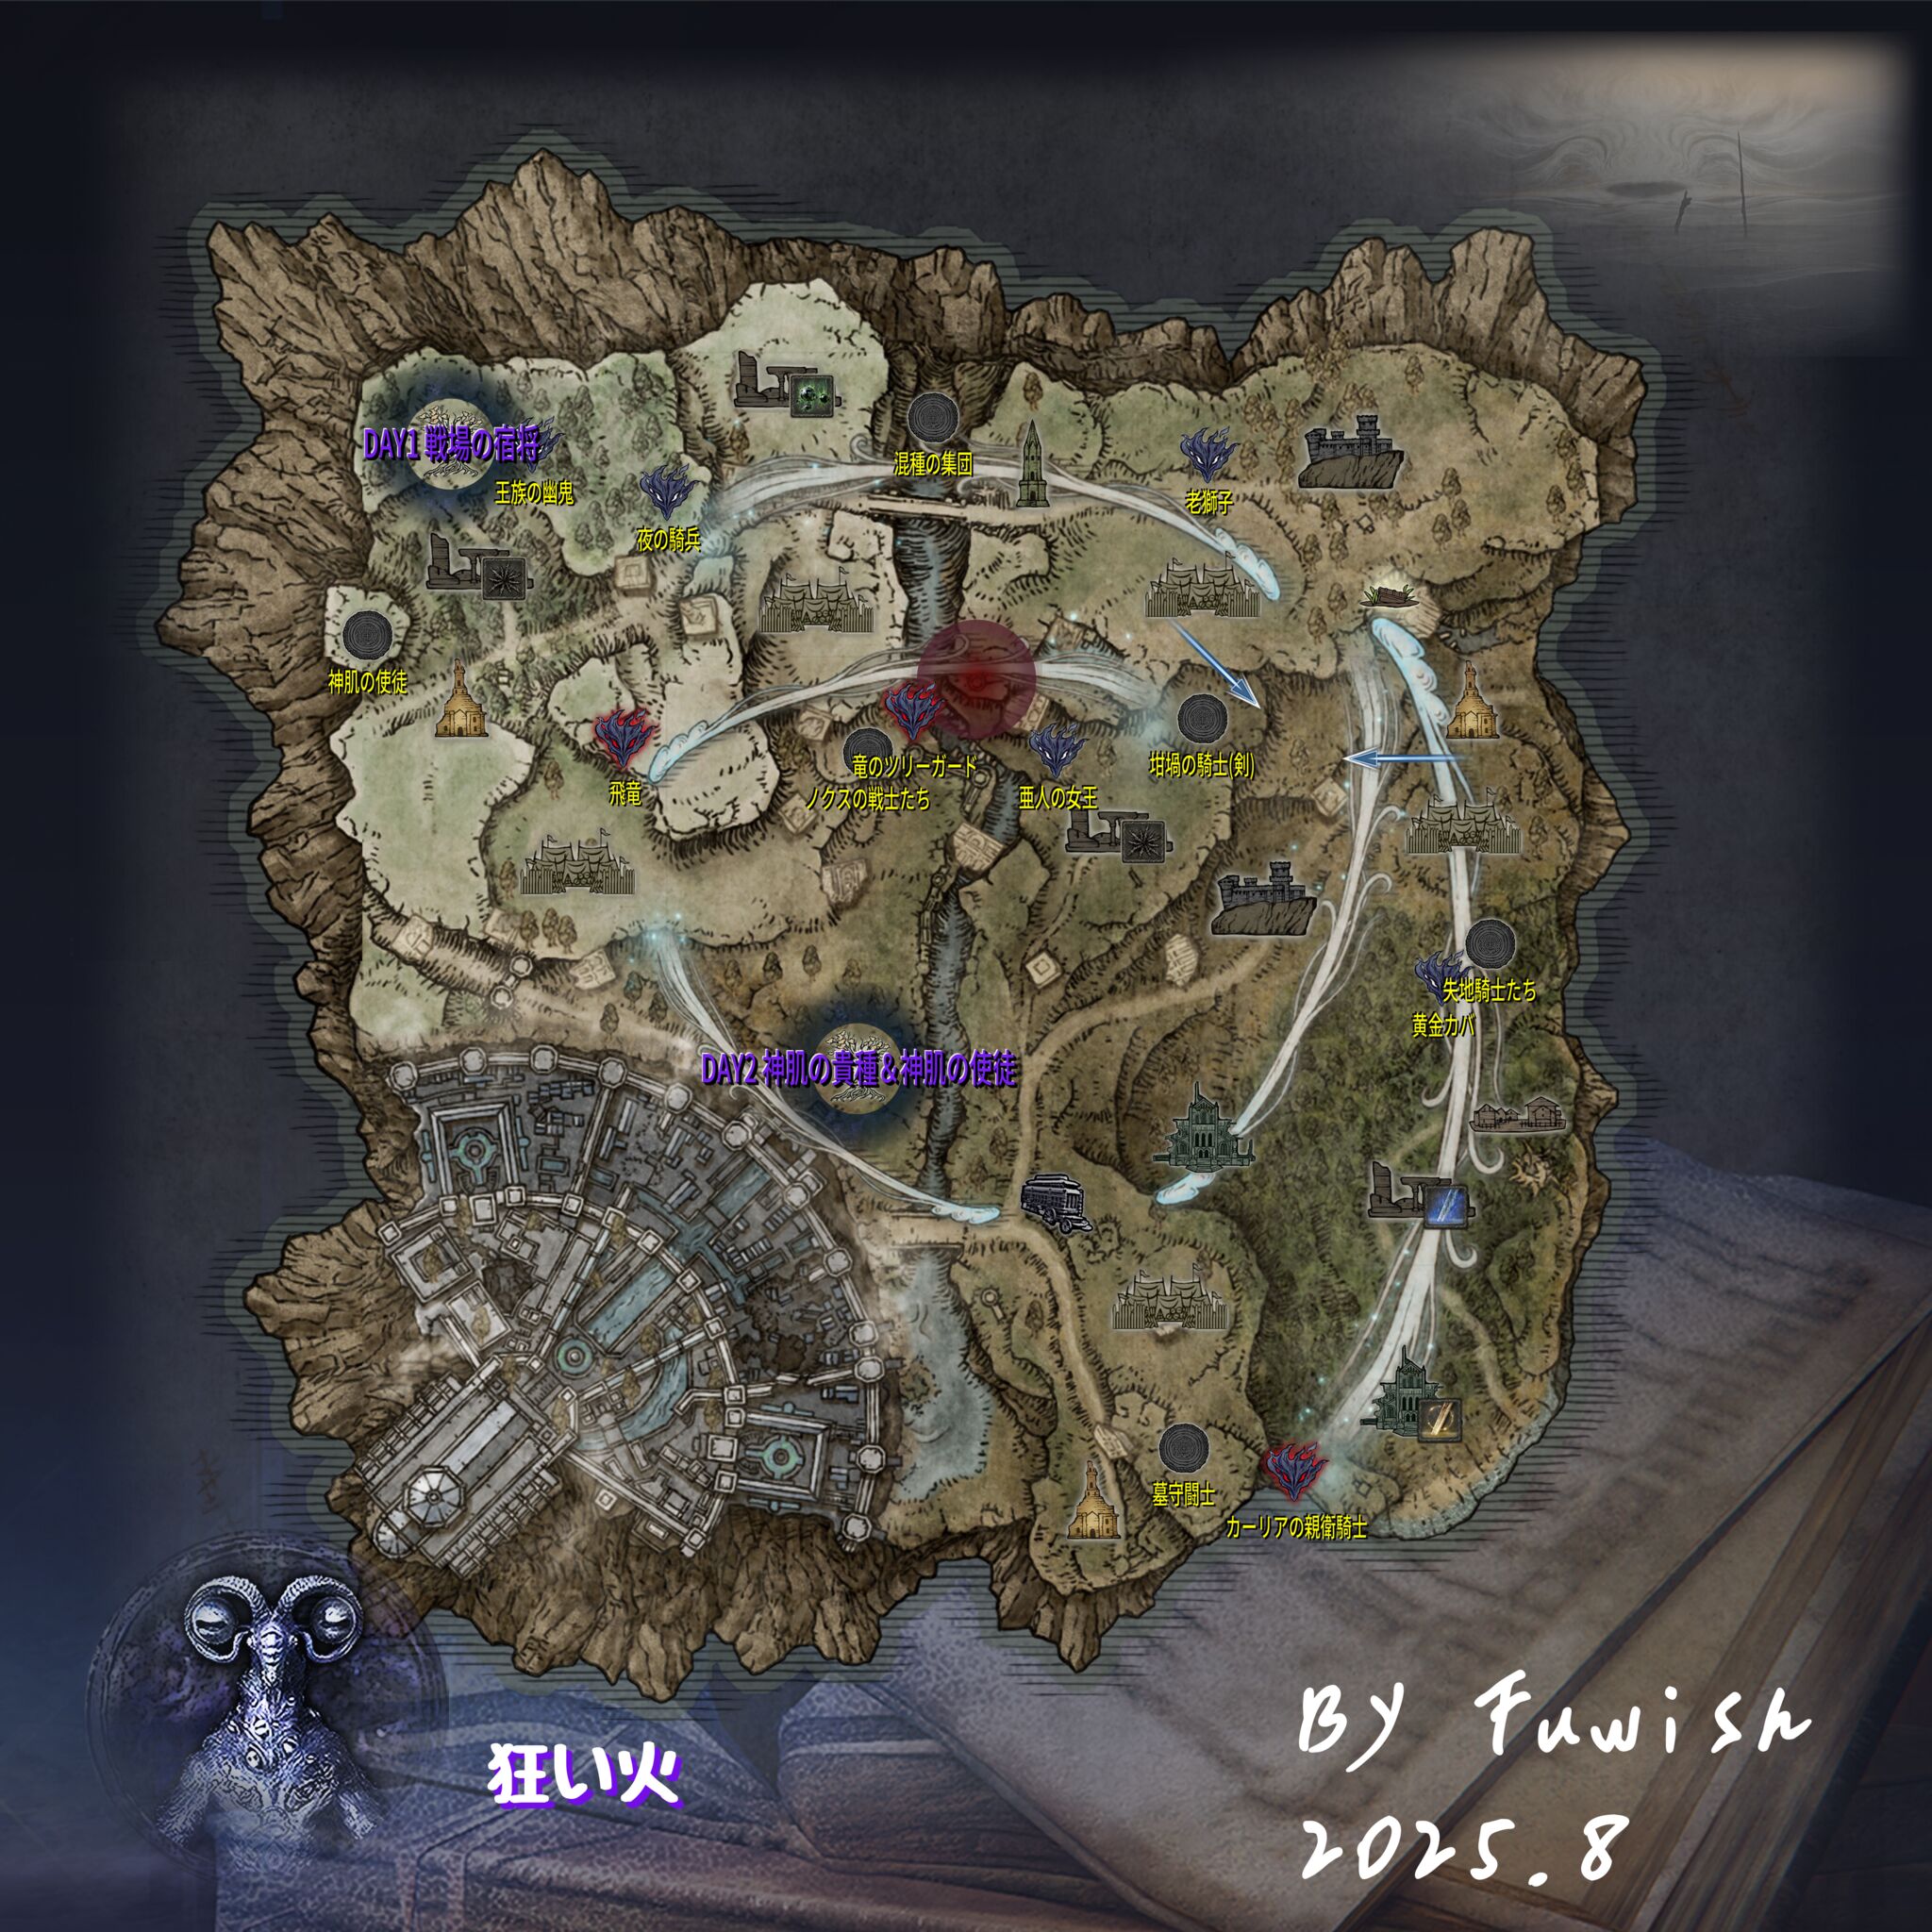 DAY1 戦場の宿将
混種の集団
王族の幽鬼
老獅子
夜の騎兵
神肌の使徒
竜のツリーガード
坩堝の騎士(剣)
飛竜
ノクスの戦士たち
亜人の女王
失地騎士たち
黄金カバ
DAY2 神肌の貴種&神肌の使徒
墓守闘士
カーリアの親衛騎士
狂い火
By Fuwish
2025.8